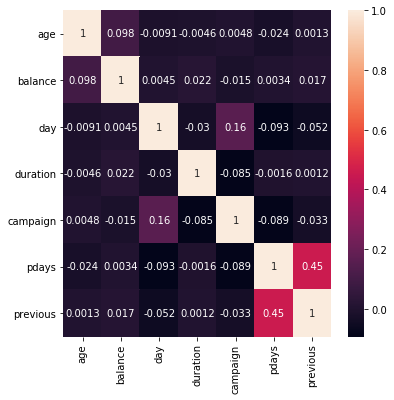 age 1 0.098 -0.0091 -0.0046 0.0048 -0.024 0.0013
balance 0.098 1 0.0045 0.022 -0.015 0.0034 0.017
day -0.0091 0.0045 1 -0.03 0.16 -0.093 -0.052
duration -0.0046 0.022 -0.03 1 -0.085 -0.0016 0.0012
campaign 0.0048 -0.015 0.16 -0.085 1 -0.089 -0.033
pdays -0.024 0.0034 -0.093 -0.0016 -0.089 1 0.45
previous 0.0013 0.017 -0.052 0.0012 -0.033 0.45 1
age balance day duration campaign pdays previous
1.0
0.8
0.6
0.4
0.2
0.0